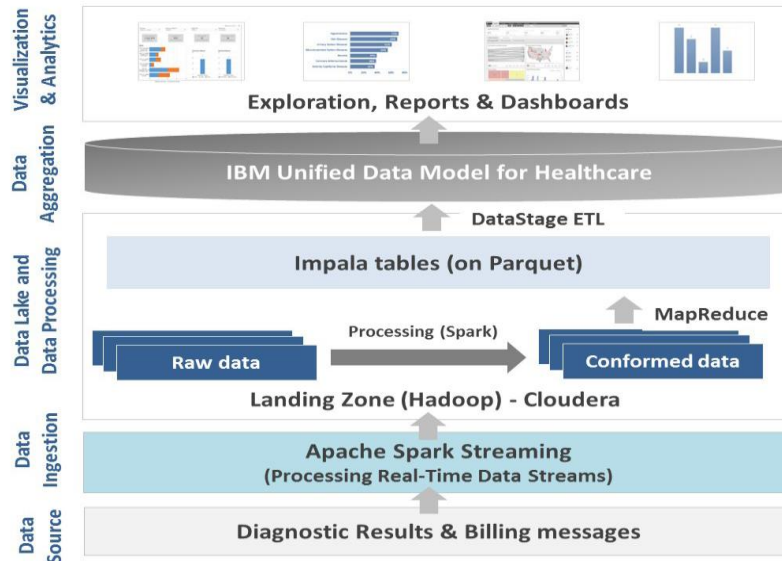 Visualization
& Analytics
Exploration, Reports & Dashboards
Data
Aggregation
IBM Unified Data Model for Healthcare
DataStage ETL
Data Lake and
Data Processing
Impala tables (on Parquet)
MapReduce
Processing (Spark)
Raw data
Conformed data
Landing Zone (Hadoop) - Cloudera
Data
Ingestion
Apache Spark Streaming
(Processing Real-Time Data Streams)
Data
Source
Diagnostic Results & Billing messages